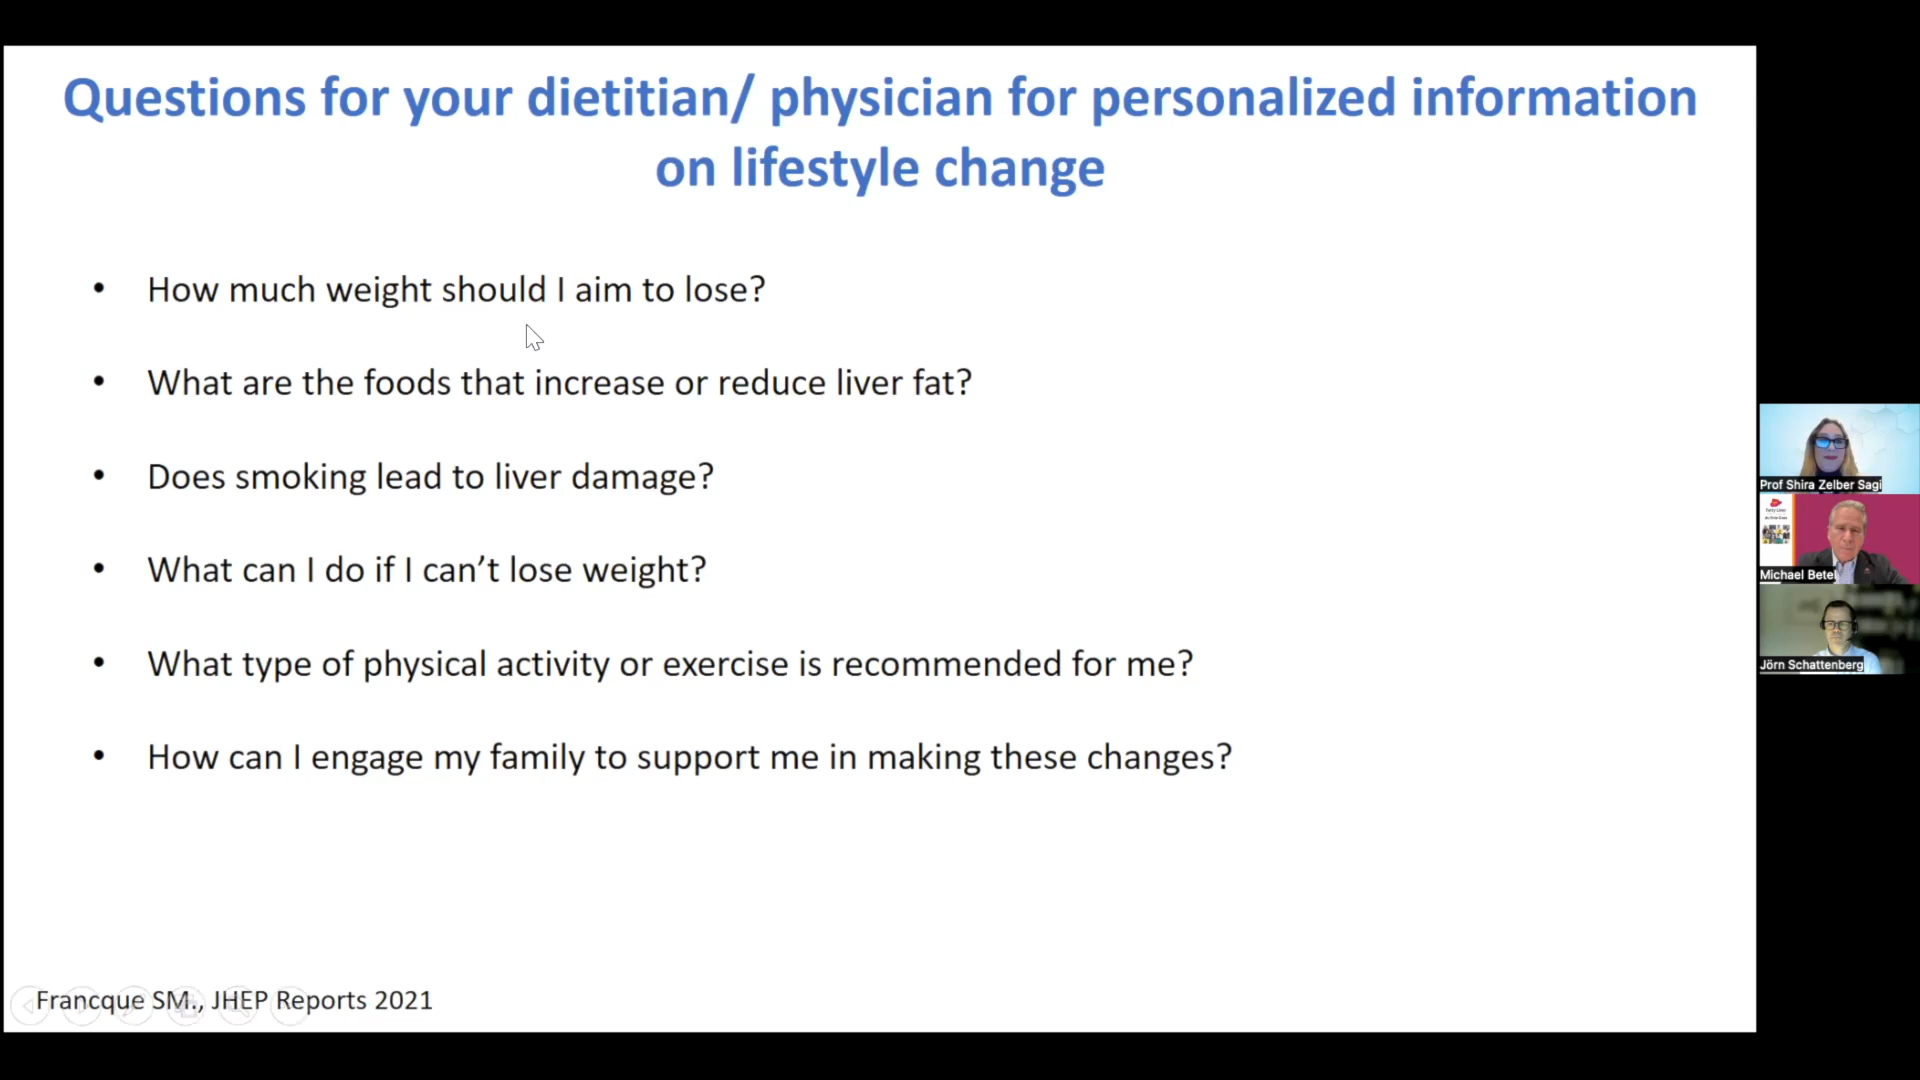 Questions for your dietitian/ physician for personalized information
on lifestyle change
• How much weight should I aim to lose?
• What are the foods that increase or reduce liver fat?
• Does smoking lead to liver damage?
• What can I do if I can’t lose weight?
• What type of physical activity or exercise is recommended for me?
• How can I engage my family to support me in making these changes?
Francque SM., JHEP Reports 2021
Prof Shira Zelber Sagi
Michael Betel
Jörn Schattenberg